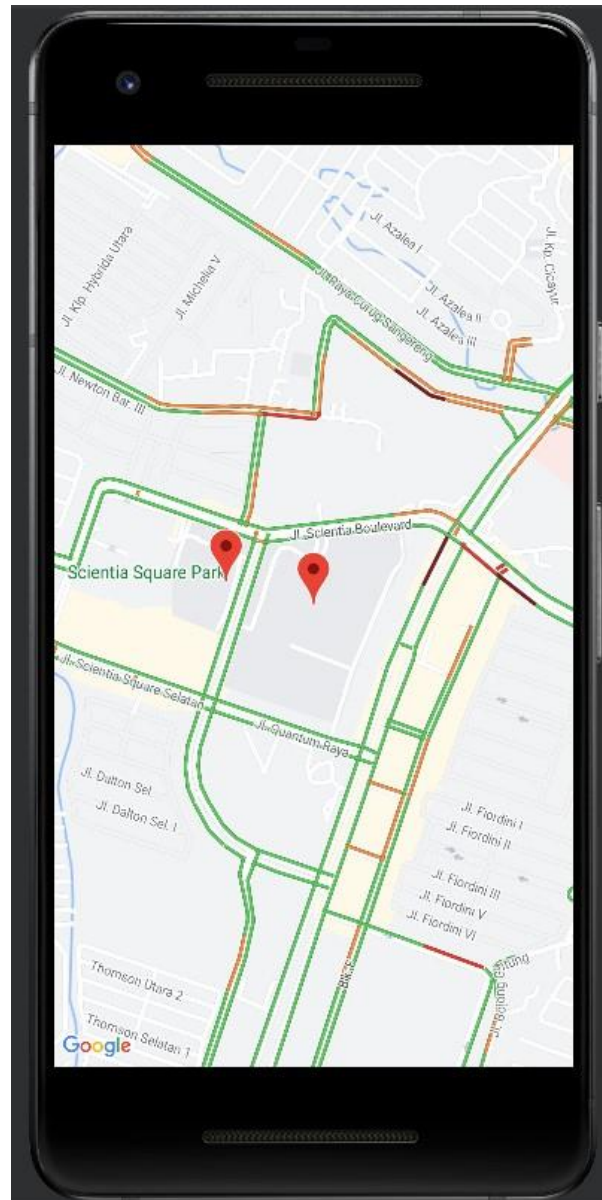 Jl. Azalea I
Jl. Kp. Cicayur
Jl. Klp. Hybrida Utara
Jl. Michelia V
Jl. Raya Curug Sangereng
Jl. Azalea II
Jl. Azalea III
Jl. Newton Bar. III
Jl. Scientia Boulevard
Scientia Square Park
Jl. Scientia Square Selatan
Jl. Quantum Raya
Jl. Dalton Sel.
Jl. Dalton Sel. I
Jl. Fiordini I
Jl. Fiordini II
Jl. Fiordini III
Jl. Fiordini V
Jl. Fiordini VI
Thomson Utara 2
Thomson Selatan 1
Google